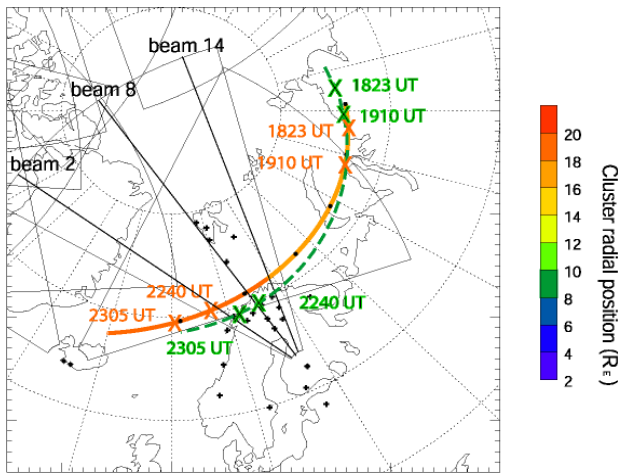 beam 14
beam 8
beam 2
1823 UT
1910 UT
1823 UT
1910 UT
2240 UT
2305 UT
2240 UT
2305 UT
20
18
16
14
12
10
8
6
4
2
Cluster radial position (RE)